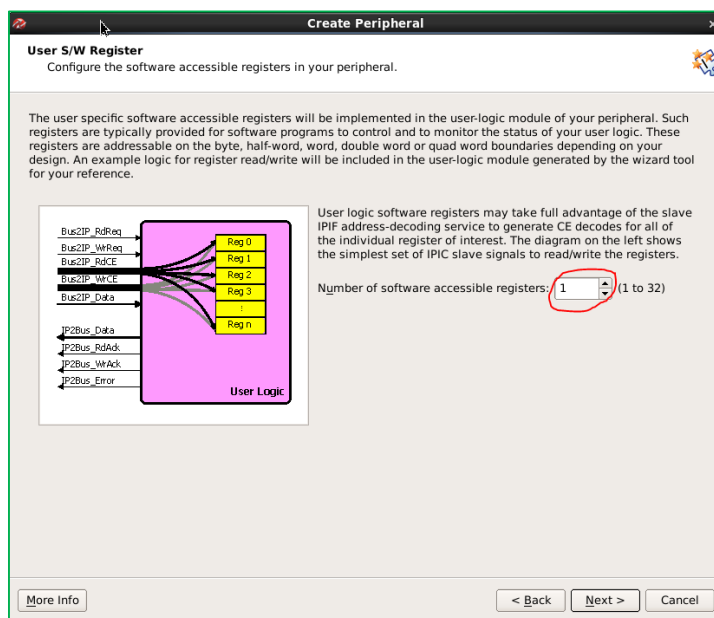 Create Peripheral
User S/W Register
Configure the software accessible registers in your peripheral.
The user specific software accessible registers will be implemented in the user-logic module of your peripheral. Such
registers are typically provided for software programs to control and to monitor the status of your user logic. These
registers are addressable on the byte, half-word, word, double word or quad word boundaries depending on your
design. An example logic for register read/write will be included in the user-logic module generated by the wizard tool
for your reference.
Bus2IP_RdReq
Bus2IP_WrReq
Bus2IP_RdCE
Bus2IP_WrCE
Bus2IP_Data
IP2Bus_Data
IP2Bus_RdAck
IP2Bus_WrAck
IP2Bus_Error
Reg 0
Reg 1
Reg 2
Reg 3
:
Reg n
User Logic
User logic software registers may take full advantage of the slave
IPIF address-decoding service to generate CE decodes for all of
the individual register of interest. The diagram on the left shows
the simplest set of IPIC slave signals to read/write the registers.
Number of software accessible registers: 1 (1 to 32)
More Info
< Back
Next >
Cancel